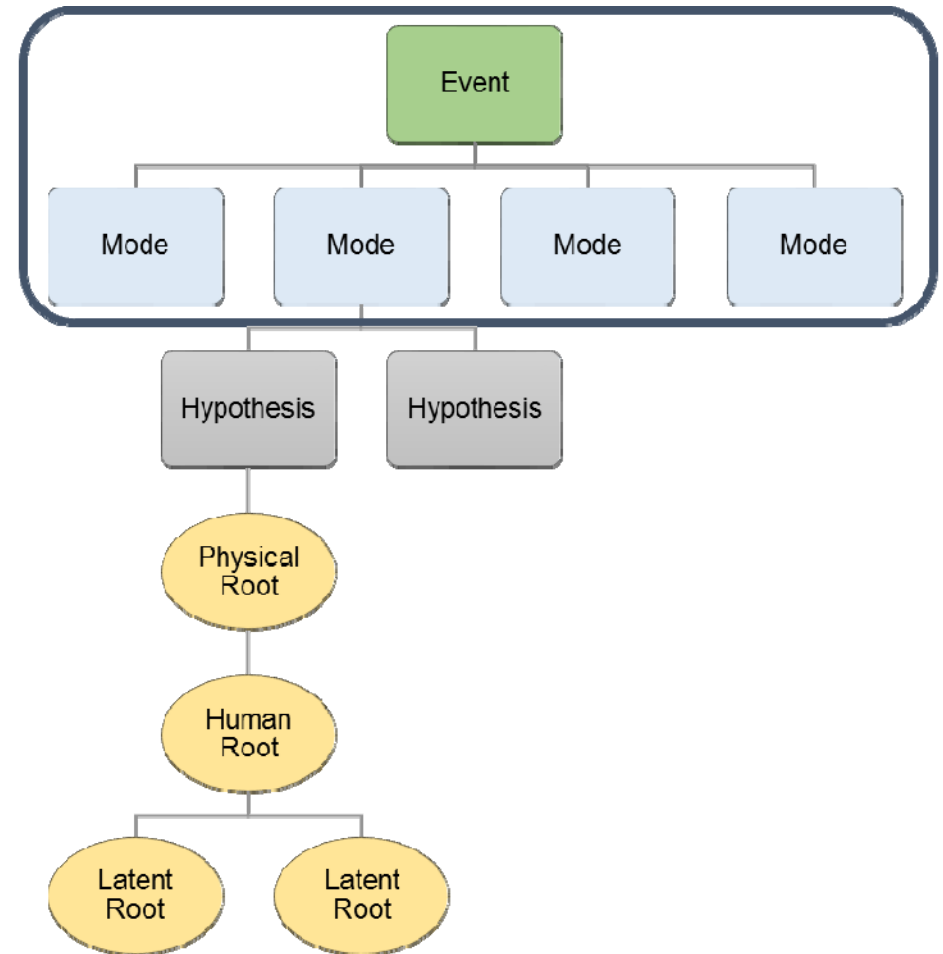 Event
Mode
Mode
Mode
Mode
Hypothesis
Hypothesis
Physical
Root
Human
Root
Latent
Root
Latent
Root